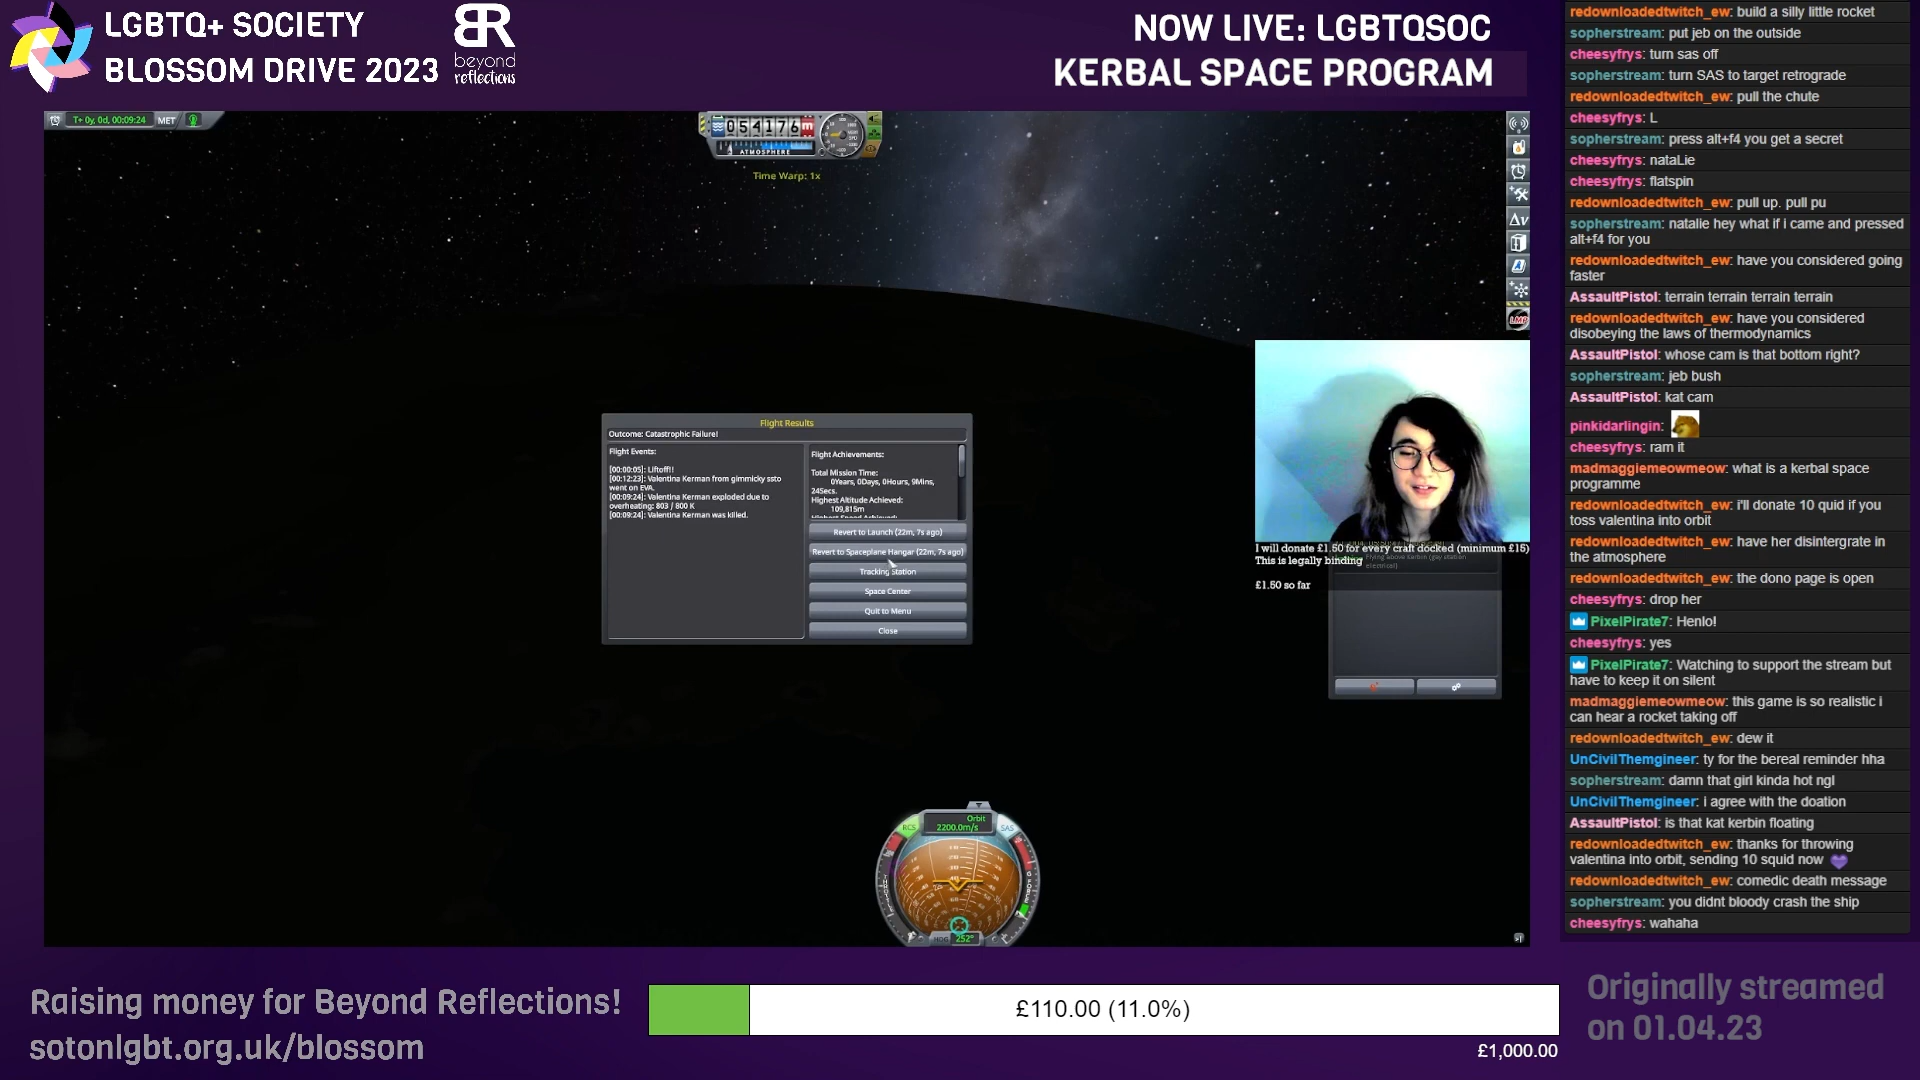 LGBTQ+ SOCIETY
BLOSSOM DRIVE 2023
BR
beyond
reflections
NOW LIVE: LGBTQSOC
KERBAL SPACE PROGRAM
T+ 0y, 0d, 00:09:24 MET
054176m
ATMOSPHERE
Time Warp: 1x
Δv
Flight Results
Outcome: Catastrophic Failure!
Flight Events:
[00:00:05]: Liftoff!!
[00:12:23]: Valentina Kerman from gimmicky ssto
went on EVA.
[00:09:24]: Valentina Kerman exploded due to
overheating: 803 / 800 K
[00:09:24]: Valentina Kerman was killed.
Flight Achievements:
Total Mission Time:
0Years, 0Days, 0Hours, 9Mins,
24Secs.
Highest Altitude Achieved:
109,815m
Highest Speed Achieved:
Revert to Launch (22m, 7s ago)
Revert to Spaceplane Hangar (22m, 7s ago)
Tracking Station
Space Center
Quit to Menu
Close
I will donate £1.50 for every craft docked (minimum £15)
This is legally binding
£1.50 so far
RCS
Orbit
2200.0m/s
SAS
HDG 252°
redownloadedtwitch_ew: build a silly little rocket
sopherstream: put jeb on the outside
cheesyfrys: turn sas off
sopherstream: turn SAS to target retrograde
redownloadedtwitch_ew: pull the chute
cheesyfrys: L
sopherstream: press alt+f4 you get a secret
cheesyfrys: nataLie
cheesyfrys: flatspin
redownloadedtwitch_ew: pull up. pull pu
sopherstream: natalie hey what if i came and pressed
alt+f4 for you
redownloadedtwitch_ew: have you considered going
faster
AssaultPistol: terrain terrain terrain terrain
redownloadedtwitch_ew: have you considered
disobeying the laws of thermodynamics
AssaultPistol: whose cam is that bottom right?
sopherstream: jeb bush
AssaultPistol: kat cam
pinkidarlingin:
cheesyfrys: ram it
madmaggiemeowmeow: what is a kerbal space
programme
redownloadedtwitch_ew: i'll donate 10 quid if you
toss valentina into orbit
redownloadedtwitch_ew: have her disintergrate in
the atmosphere
redownloadedtwitch_ew: the dono page is open
cheesyfrys: drop her
PixelPirate7: Henlo!
cheesyfrys: yes
PixelPirate7: Watching to support the stream but
have to keep it on silent
madmaggiemeowmeow: this game is so realistic i
can hear a rocket taking off
redownloadedtwitch_ew: dew it
UnCivilThemgineer: ty for the bereal reminder hha
sopherstream: damn that girl kinda hot ngl
UnCivilThemgineer: i agree with the doation
AssaultPistol: is that kat kerbin floating
redownloadedtwitch_ew: thanks for throwing
valentina into orbit, sending 10 squid now
redownloadedtwitch_ew: comedic death message
sopherstream: you didnt bloody crash the ship
cheesyfrys: wahaha
Raising money for Beyond Reflections!
sotonlgbt.org.uk/blossom
£110.00 (11.0%)
£1,000.00
Originally streamed
on 01.04.23